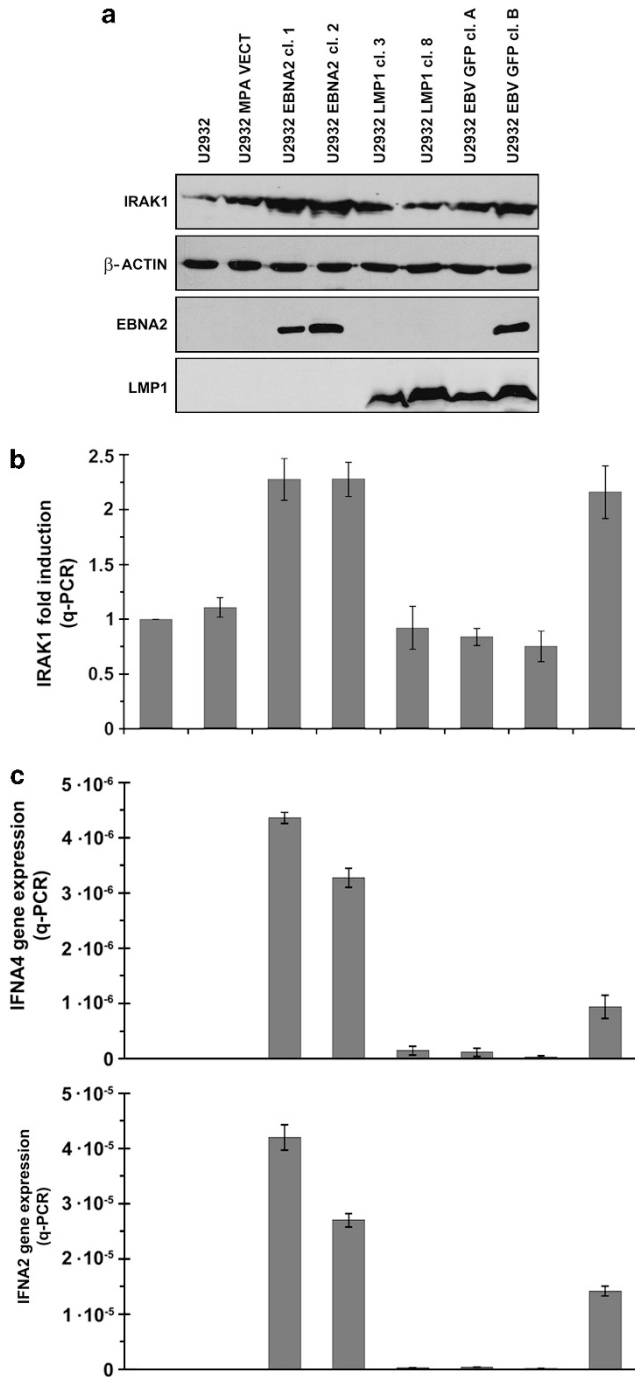 a
U2932
U2932 MPA VECT
U2932 EBNA2 cl. 1
U2932 EBNA2 cl. 2
U2932 LMP1 cl. 3
U2932 LMP1 cl. 8
U2932 EBV GFP cl. A
U2932 EBV GFP cl. B
IRAK1
β-ACTIN
EBNA2
LMP1
b
IRAK1 fold induction
(q-PCR)
2.5
2
1.5
1
0.5
0
c
IFNA4 gene expression
(q-PCR)
5 ·10⁻⁶
4 ·10⁻⁶
3 ·10⁻⁶
2 ·10⁻⁶
1 ·10⁻⁶
0
IFNA2 gene expression
(q-PCR)
5 ·10⁻⁵
4 ·10⁻⁵
3 ·10⁻⁵
2 ·10⁻⁵
1 ·10⁻⁵
0